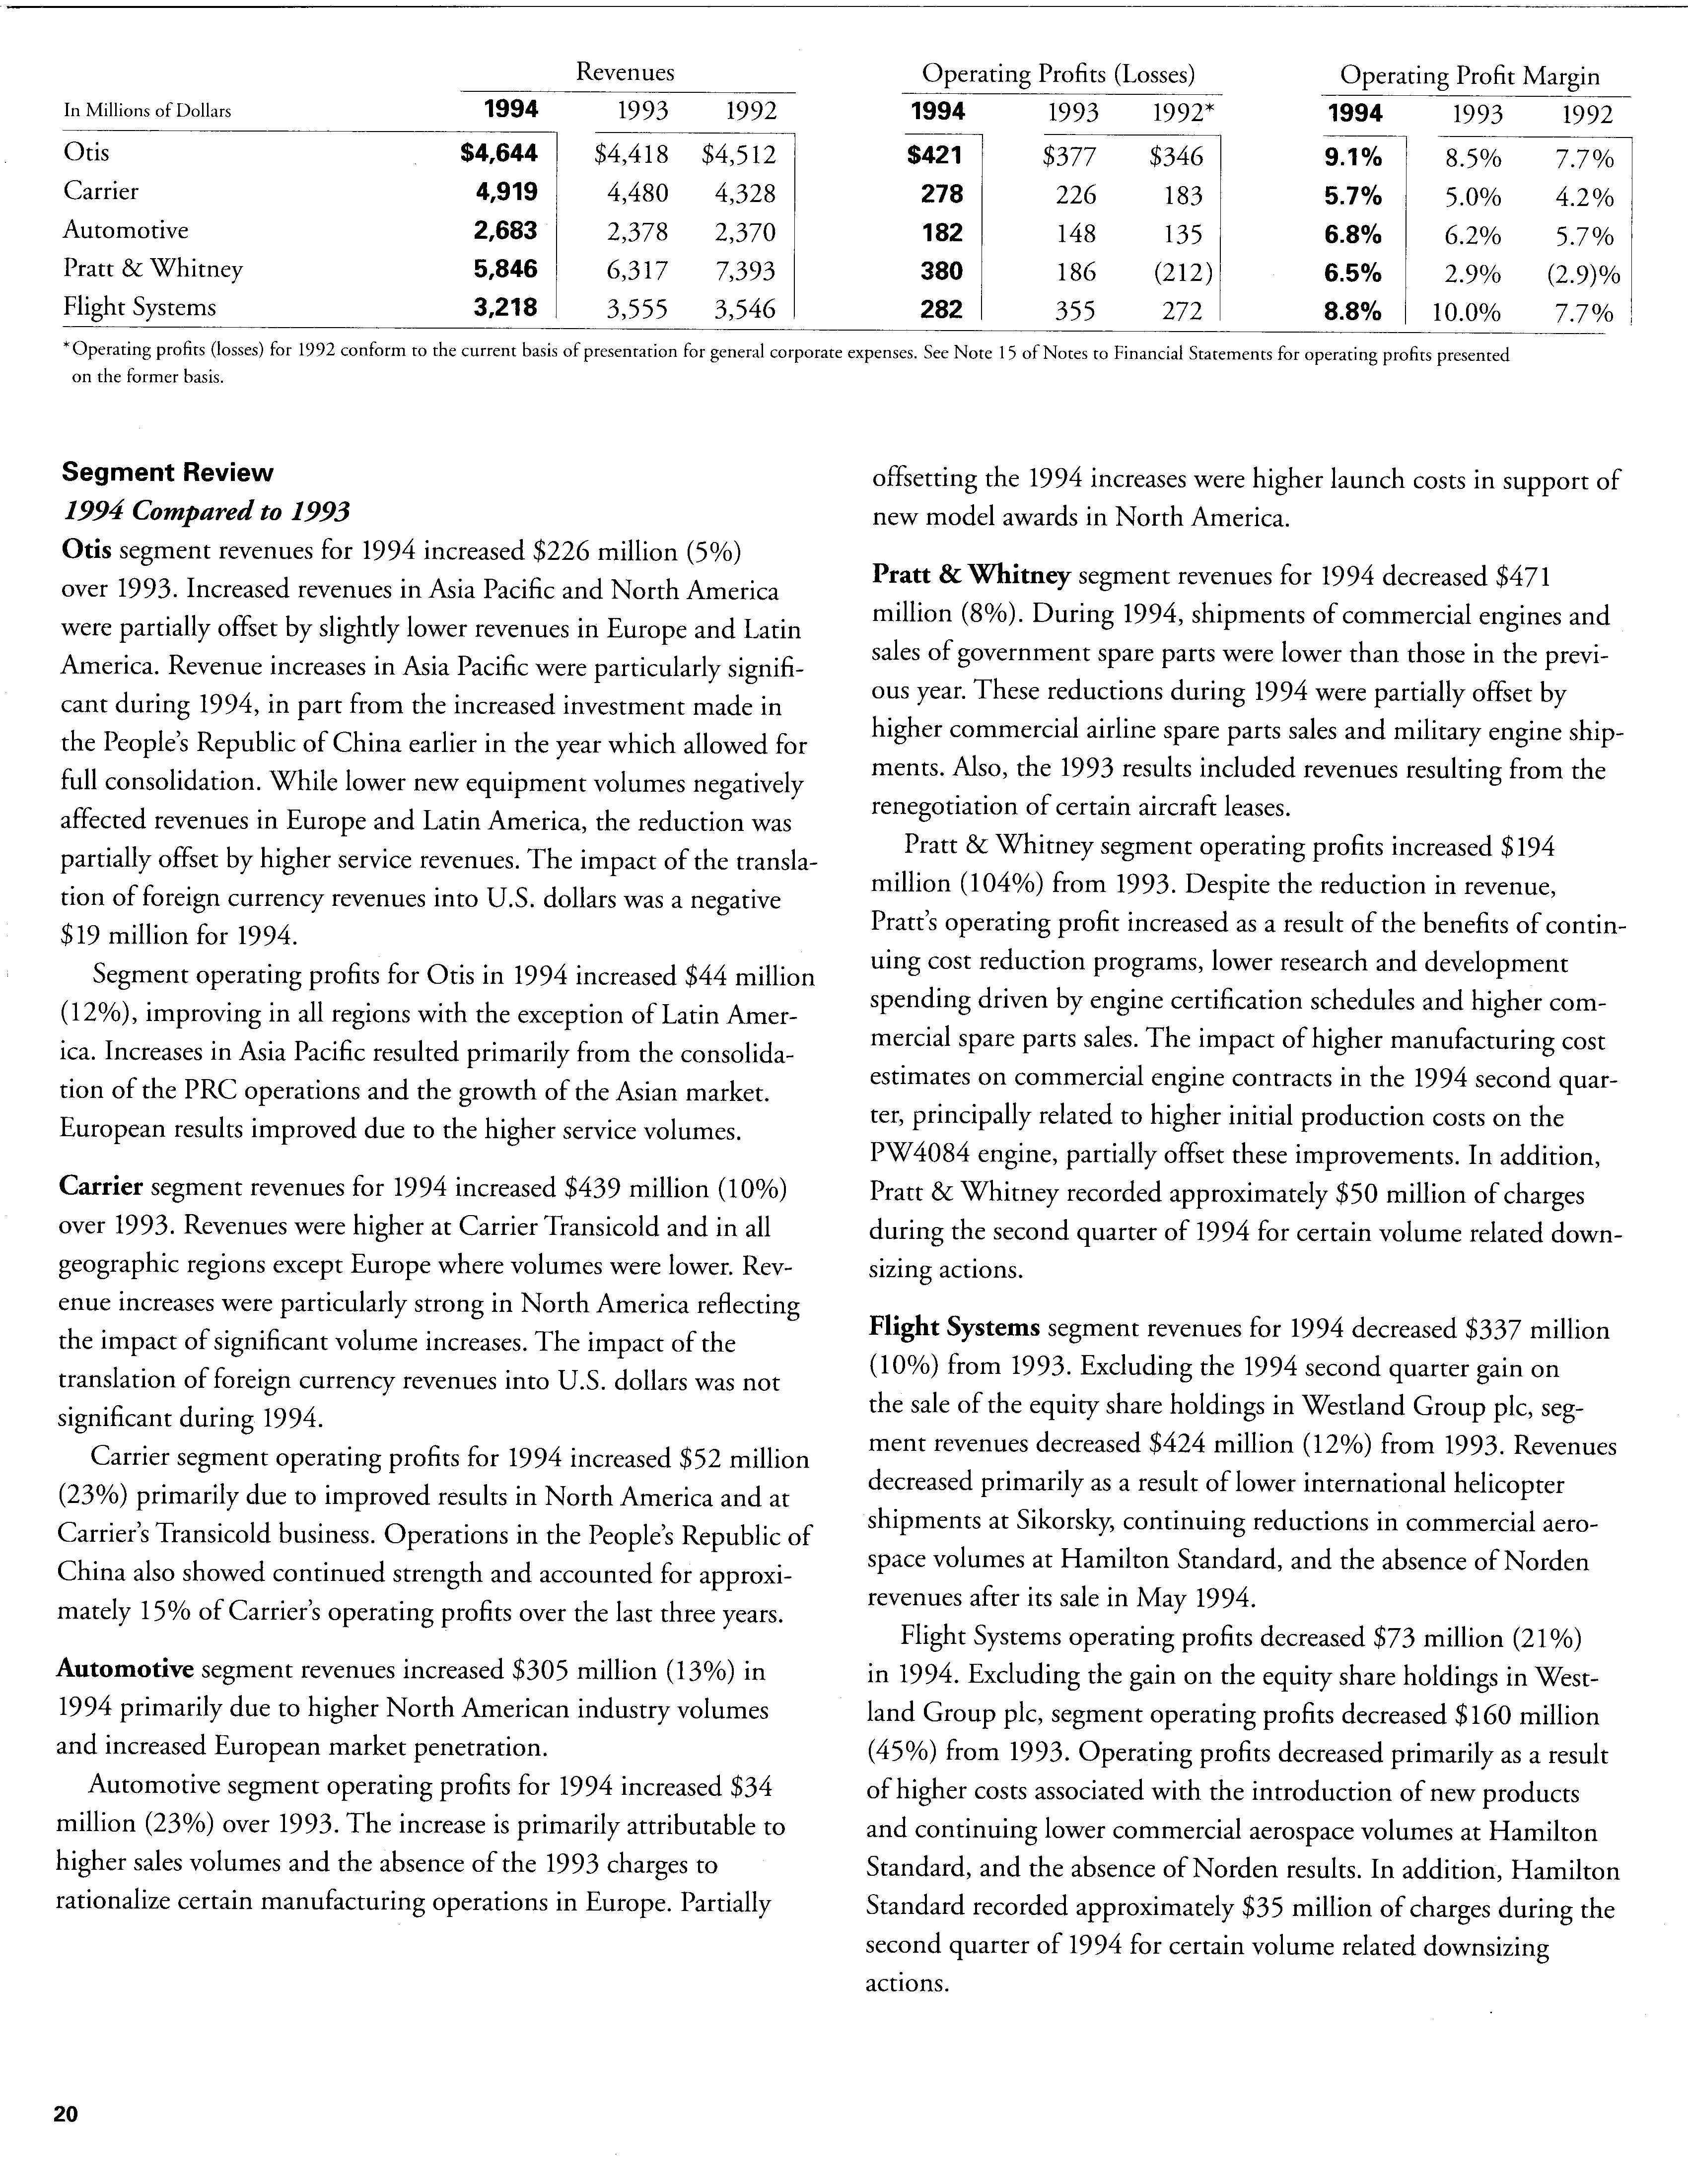 Revenues Operating Profits (Losses) Operating Profit Margin
In Millions of Dollars 1994 1993 1992 1994 1993 1992* 1994 1993 1992
Otis $4,644 $4,418 $4,512 $421 $377 $346 9.1% 8.5% 7.7%
Carrier 4,919 4,480 4,328 278 226 183 5.7% 5.0% 4.2%
Automotive 2,683 2,378 2,370 182 148 135 6.8% 6.2% 5.7%
Pratt & Whitney 5,846 6,317 7,393 380 186 (212) 6.5% 2.9% (2.9)%
Flight Systems 3,218 3,555 3,546 282 355 272 8.8% 10.0% 7.7%
*Operating profits (losses) for 1992 conform to the current basis of presentation for general corporate expenses. See Note 15 of Notes to Financial Statements for operating profits presented
on the former basis.
Segment Review
1994 Compared to 1993
Otis segment revenues for 1994 increased $226 million (5%)
over 1993. Increased revenues in Asia Pacific and North America
were partially offset by slightly lower revenues in Europe and Latin
America. Revenue increases in Asia Pacific were particularly signifi-
cant during 1994, in part from the increased investment made in
the People's Republic of China earlier in the year which allowed for
full consolidation. While lower new equipment volumes negatively
affected revenues in Europe and Latin America, the reduction was
partially offset by higher service revenues. The impact of the transla-
tion of foreign currency revenues into U.S. dollars was a negative
$19 million for 1994.
Segment operating profits for Otis in 1994 increased $44 million
(12%), improving in all regions with the exception of Latin Amer-
ica. Increases in Asia Pacific resulted primarily from the consolida-
tion of the PRC operations and the growth of the Asian market.
European results improved due to the higher service volumes.
Carrier segment revenues for 1994 increased $439 million (10%)
over 1993. Revenues were higher at Carrier Transicold and in all
geographic regions except Europe where volumes were lower. Rev-
enue increases were particularly strong in North America reflecting
the impact of significant volume increases. The impact of the
translation of foreign currency revenues into U.S. dollars was not
significant during 1994.
Carrier segment operating profits for 1994 increased $52 million
(23%) primarily due to improved results in North America and at
Carrier's Transicold business. Operations in the People's Republic of
China also showed continued strength and accounted for approxi-
mately 15% of Carrier's operating profits over the last three years.
Automotive segment revenues increased $305 million (13%) in
1994 primarily due to higher North American industry volumes
and increased European market penetration.
Automotive segment operating profits for 1994 increased $34
million (23%) over 1993. The increase is primarily attributable to
higher sales volumes and the absence of the 1993 charges to
rationalize certain manufacturing operations in Europe. Partially
offsetting the 1994 increases were higher launch costs in support of
new model awards in North America.
Pratt & Whitney segment revenues for 1994 decreased $471
million (8%). During 1994, shipments of commercial engines and
sales of government spare parts were lower than those in the previ-
ous year. These reductions during 1994 were partially offset by
higher commercial airline spare parts sales and military engine ship-
ments. Also, the 1993 results included revenues resulting from the
renegotiation of certain aircraft leases.
Pratt & Whitney segment operating profits increased $194
million (104%) from 1993. Despite the reduction in revenue,
Pratt's operating profit increased as a result of the benefits of contin-
uing cost reduction programs, lower research and development
spending driven by engine certification schedules and higher com-
mercial spare parts sales. The impact of higher manufacturing cost
estimates on commercial engine contracts in the 1994 second quar-
ter, principally related to higher initial production costs on the
PW4084 engine, partially offset these improvements. In addition,
Pratt & Whitney recorded approximately $50 million of charges
during the second quarter of 1994 for certain volume related down-
sizing actions.
Flight Systems segment revenues for 1994 decreased $337 million
(10%) from 1993. Excluding the 1994 second quarter gain on
the sale of the equity share holdings in Westland Group plc, seg-
ment revenues decreased $424 million (12%) from 1993. Revenues
decreased primarily as a result of lower international helicopter
shipments at Sikorsky, continuing reductions in commercial aero-
space volumes at Hamilton Standard, and the absence of Norden
revenues after its sale in May 1994.
Flight Systems operating profits decreased $73 million (21%)
in 1994. Excluding the gain on the equity share holdings in West-
land Group plc, segment operating profits decreased $160 million
(45%) from 1993. Operating profits decreased primarily as a result
of higher costs associated with the introduction of new products
and continuing lower commercial aerospace volumes at Hamilton
Standard, and the absence of Norden results. In addition, Hamilton
Standard recorded approximately $35 million of charges during the
second quarter of 1994 for certain volume related downsizing
actions.
20